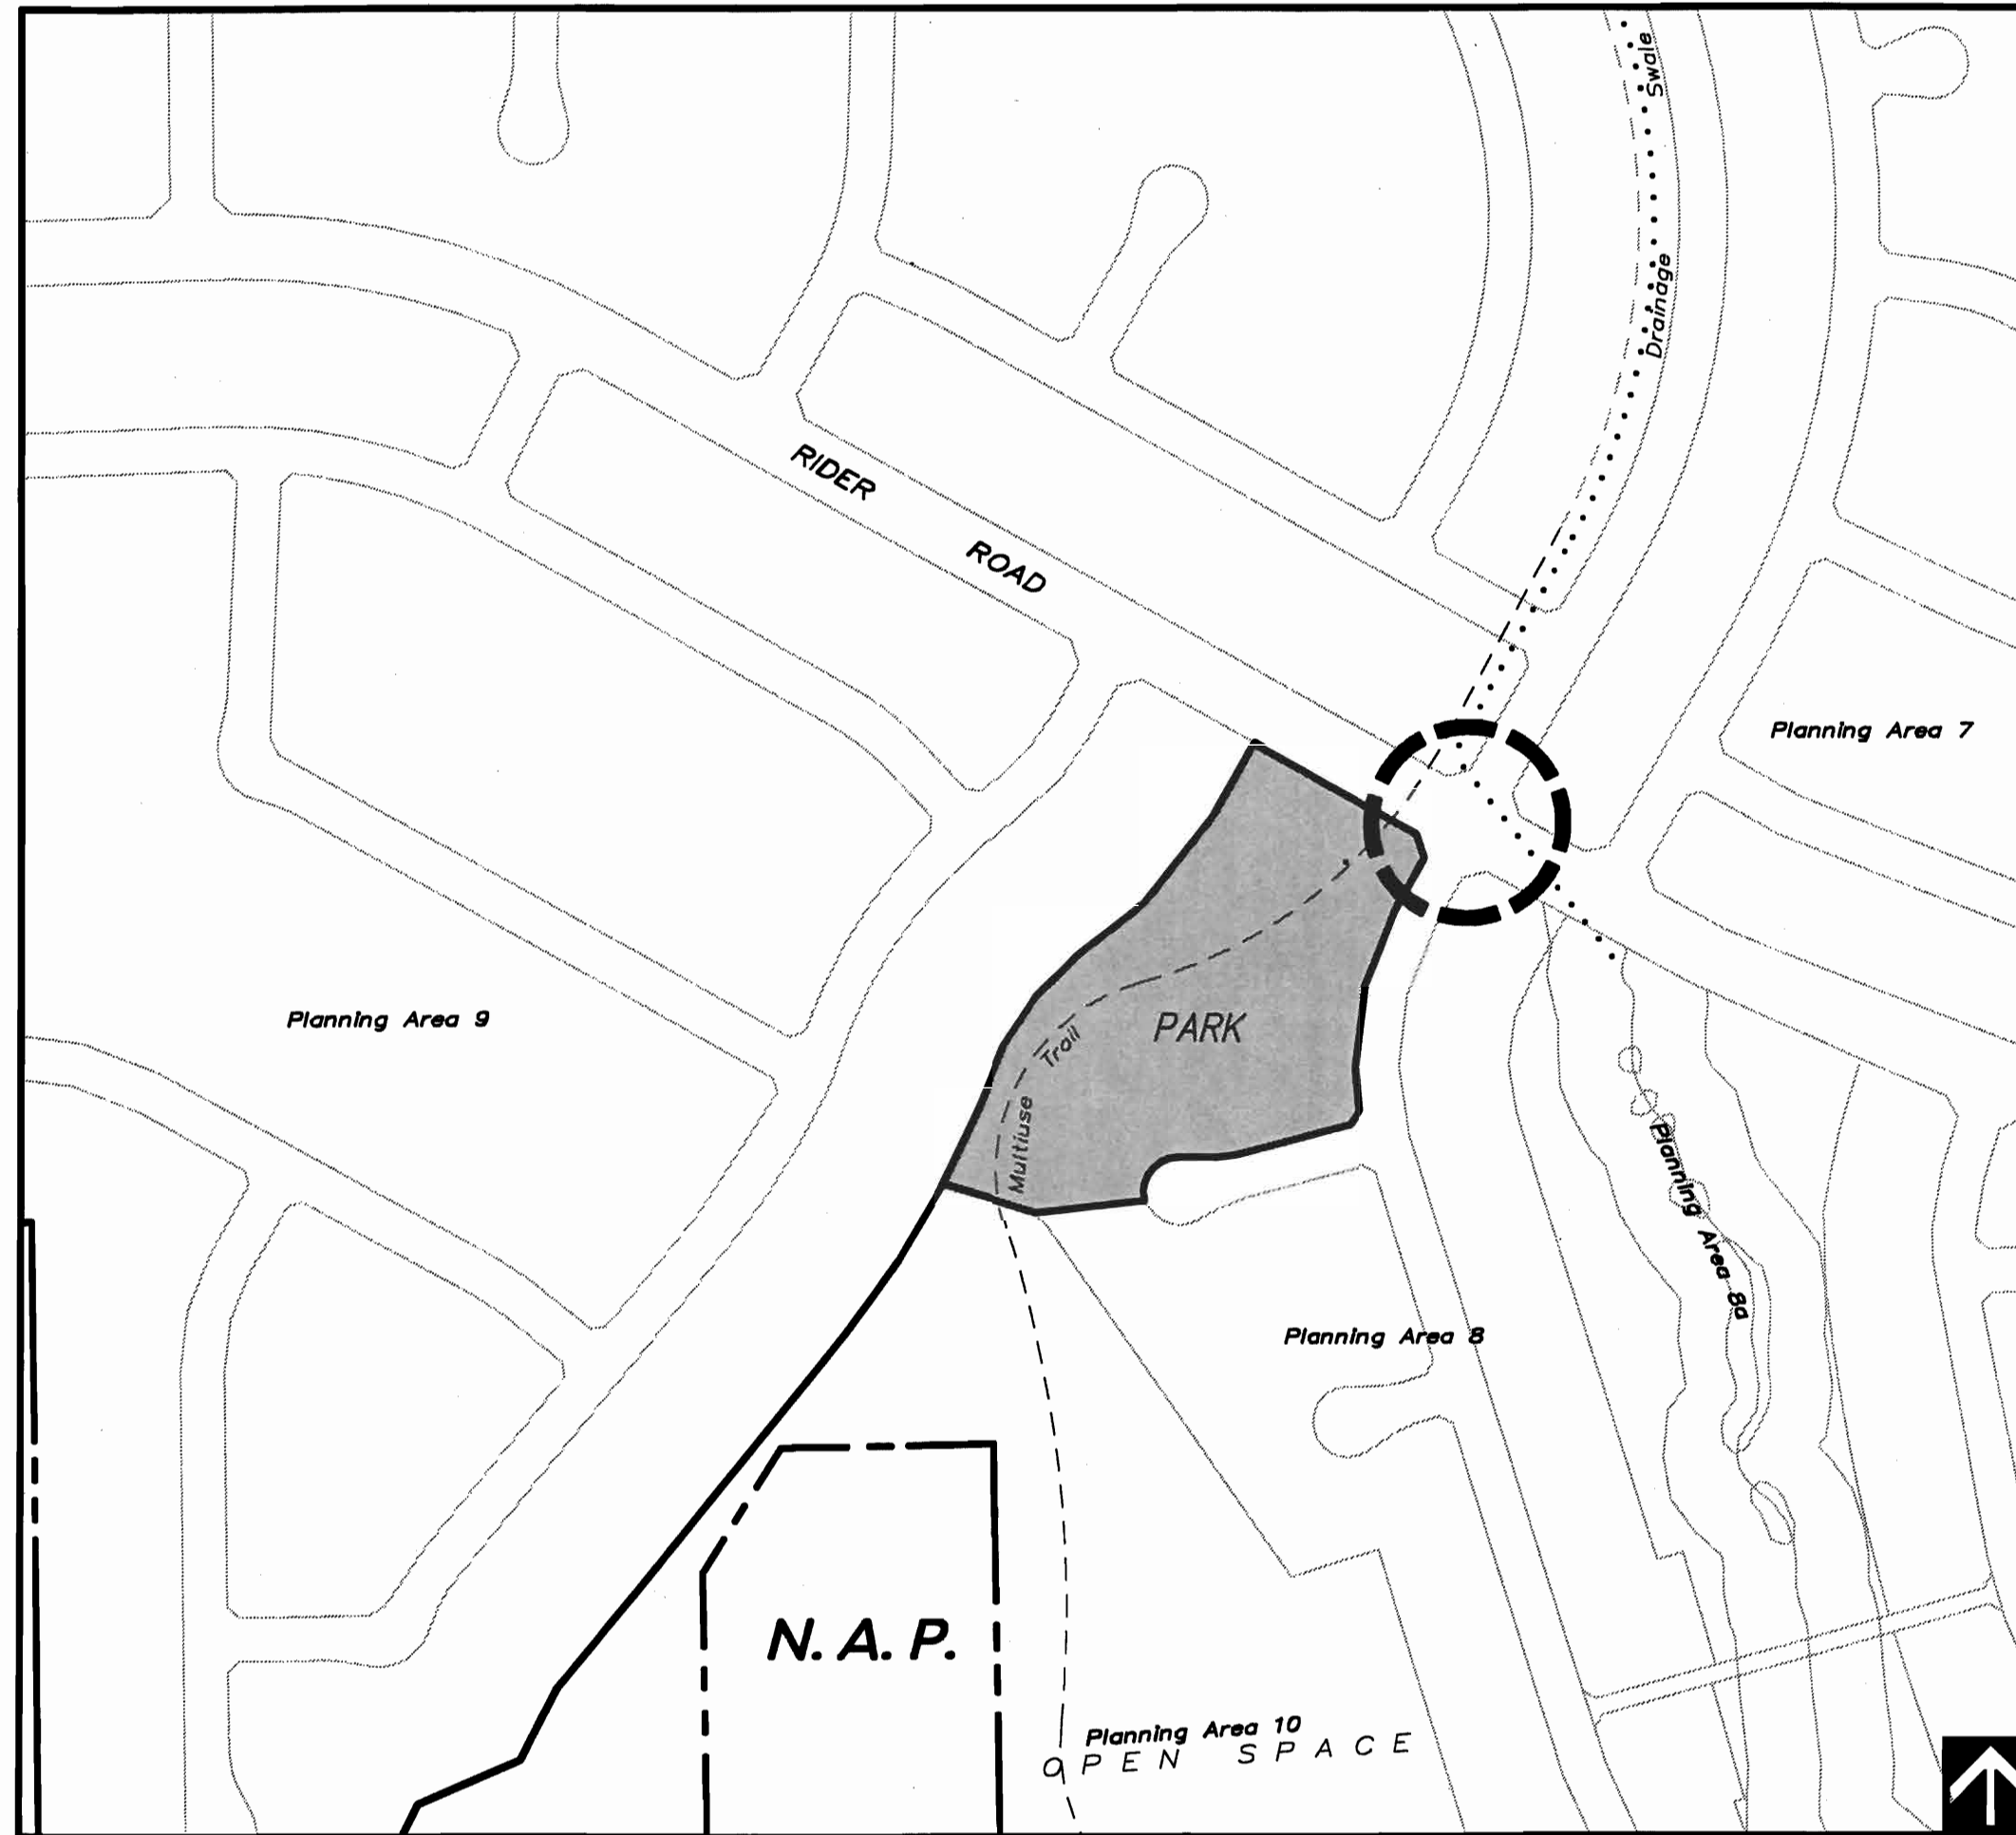 Swale
Drainage
RIDER
ROAD
Planning Area 7
Planning Area 9
PARK
Trail
Multiuse
Planning Area 8a
Planning Area 8
N.A.P.
Planning Area 10
OPEN SPACE